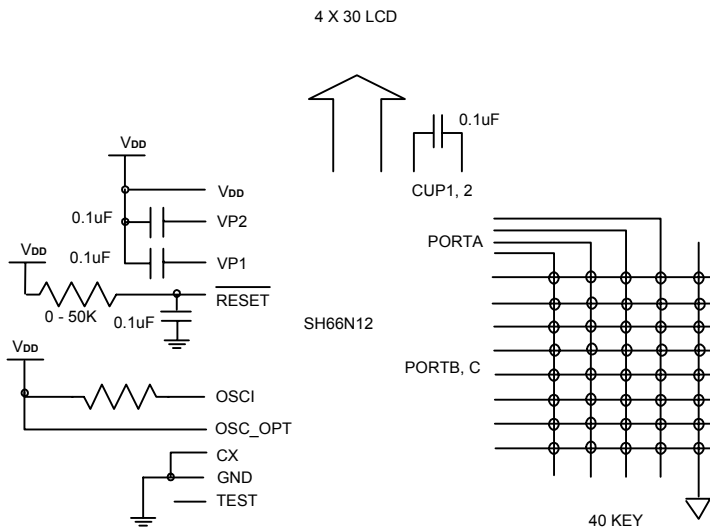 4 X 30 LCD
0.1uF
VDD
CUP1, 2
VDD
0.1uF
VP2
PORTA
VDD
0.1uF
VP1
RESET
0 - 50K
0.1uF
SH66N12
VDD
PORTB, C
OSCI
OSC_OPT
CX
GND
TEST
40 KEY